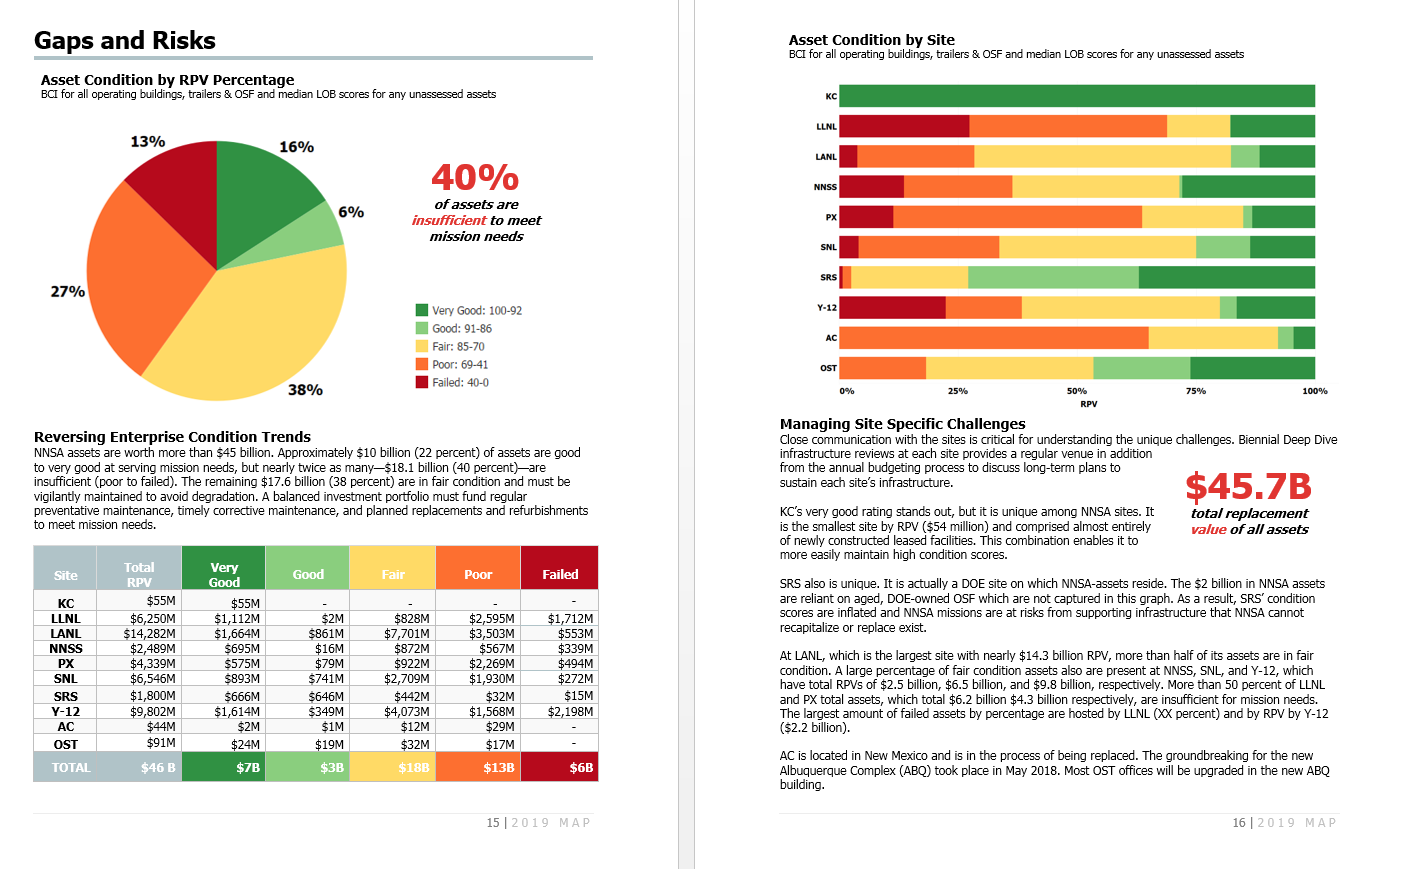 Gaps and Risks
Asset Condition by RPV Percentage
BCI for all operating buildings, trailers & OSF and median LOB scores for any unassessed assets
13%
16%
6%
27%
38%
40%
of assets are
insufficient to meet
mission needs
Very Good: 100-92
Good: 91-86
Fair: 85-70
Poor: 69-41
Failed: 40-0
Reversing Enterprise Condition Trends
NNSA assets are worth more than $45 billion. Approximately $10 billion (22 percent) of assets are good
to very good at serving mission needs, but nearly twice as many—$18.1 billion (40 percent)—are
insufficient (poor to failed). The remaining $17.6 billion (38 percent) are in fair condition and must be
vigilantly maintained to avoid degradation. A balanced investment portfolio must fund regular
preventative maintenance, timely corrective maintenance, and planned replacements and refurbishments
to meet mission needs.
Site Total RPV Very Good Good Fair Poor Failed
KC $55M $55M - - - -
LLNL $6,250M $1,112M $2M $828M $2,595M $1,712M
LANL $14,282M $1,664M $861M $7,701M $3,503M $553M
NNSS $2,489M $695M $16M $872M $567M $339M
PX $4,339M $575M $79M $922M $2,269M $494M
SNL $6,546M $893M $741M $2,709M $1,930M $272M
SRS $1,800M $666M $646M $442M $32M $15M
Y-12 $9,802M $1,614M $349M $4,073M $1,568M $2,198M
AC $44M $2M $1M $12M $29M -
OST $91M $24M $19M $32M $17M -
TOTAL $46 B $7B $3B $18B $13B $6B
15 | 2019 MAP
Asset Condition by Site
BCI for all operating buildings, trailers & OSF and median LOB scores for any unassessed assets
KC
LLNL
LANL
NNSS
PX
SNL
SRS
Y-12
AC
OST
0% 25% 50% 75% 100%
RPV
Managing Site Specific Challenges
Close communication with the sites is critical for understanding the unique challenges. Biennial Deep Dive
infrastructure reviews at each site provides a regular venue in addition
from the annual budgeting process to discuss long-term plans to
sustain each site's infrastructure.
$45.7B
total replacement
value of all assets
KC's very good rating stands out, but it is unique among NNSA sites. It
is the smallest site by RPV ($54 million) and comprised almost entirely
of newly constructed leased facilities. This combination enables it to
more easily maintain high condition scores.
SRS also is unique. It is actually a DOE site on which NNSA-assets reside. The $2 billion in NNSA assets
are reliant on aged, DOE-owned OSF which are not captured in this graph. As a result, SRS' condition
scores are inflated and NNSA missions are at risks from supporting infrastructure that NNSA cannot
recapitalize or replace exist.
At LANL, which is the largest site with nearly $14.3 billion RPV, more than half of its assets are in fair
condition. A large percentage of fair condition assets also are present at NNSS, SNL, and Y-12, which
have total RPVs of $2.5 billion, $6.5 billion, and $9.8 billion, respectively. More than 50 percent of LLNL
and PX total assets, which total $6.2 billion $4.3 billion respectively, are insufficient for mission needs.
The largest amount of failed assets by percentage are hosted by LLNL (XX percent) and by RPV by Y-12
($2.2 billion).
AC is located in New Mexico and is in the process of being replaced. The groundbreaking for the new
Albuquerque Complex (ABQ) took place in May 2018. Most OST offices will be upgraded in the new ABQ
building.
16 | 2019 MAP